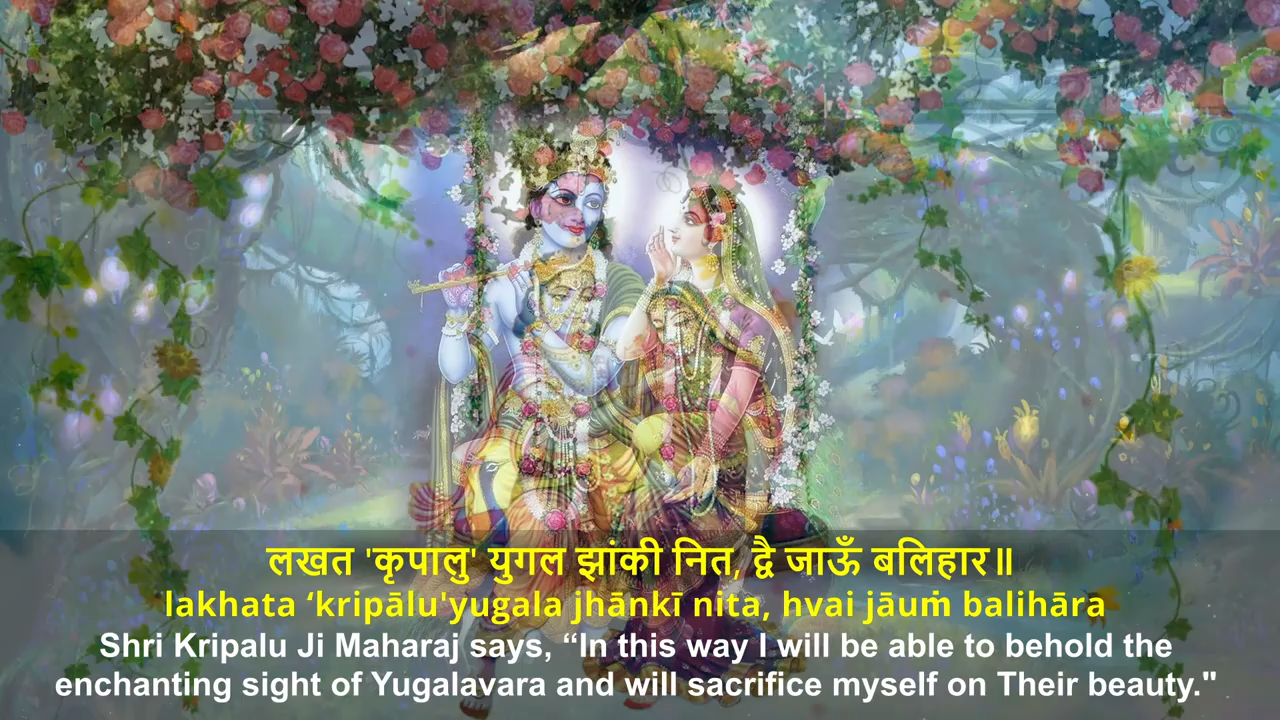 लखत 'कृपालु' युगल झांकी नित, द्वै जाऊँ बलिहार॥
lakhata ‘kripālu'yugala jhānkī nita, hvai jāuṁ balihāra
Shri Kripalu Ji Maharaj says, “In this way I will be able to behold the
enchanting sight of Yugalavara and will sacrifice myself on Their beauty."